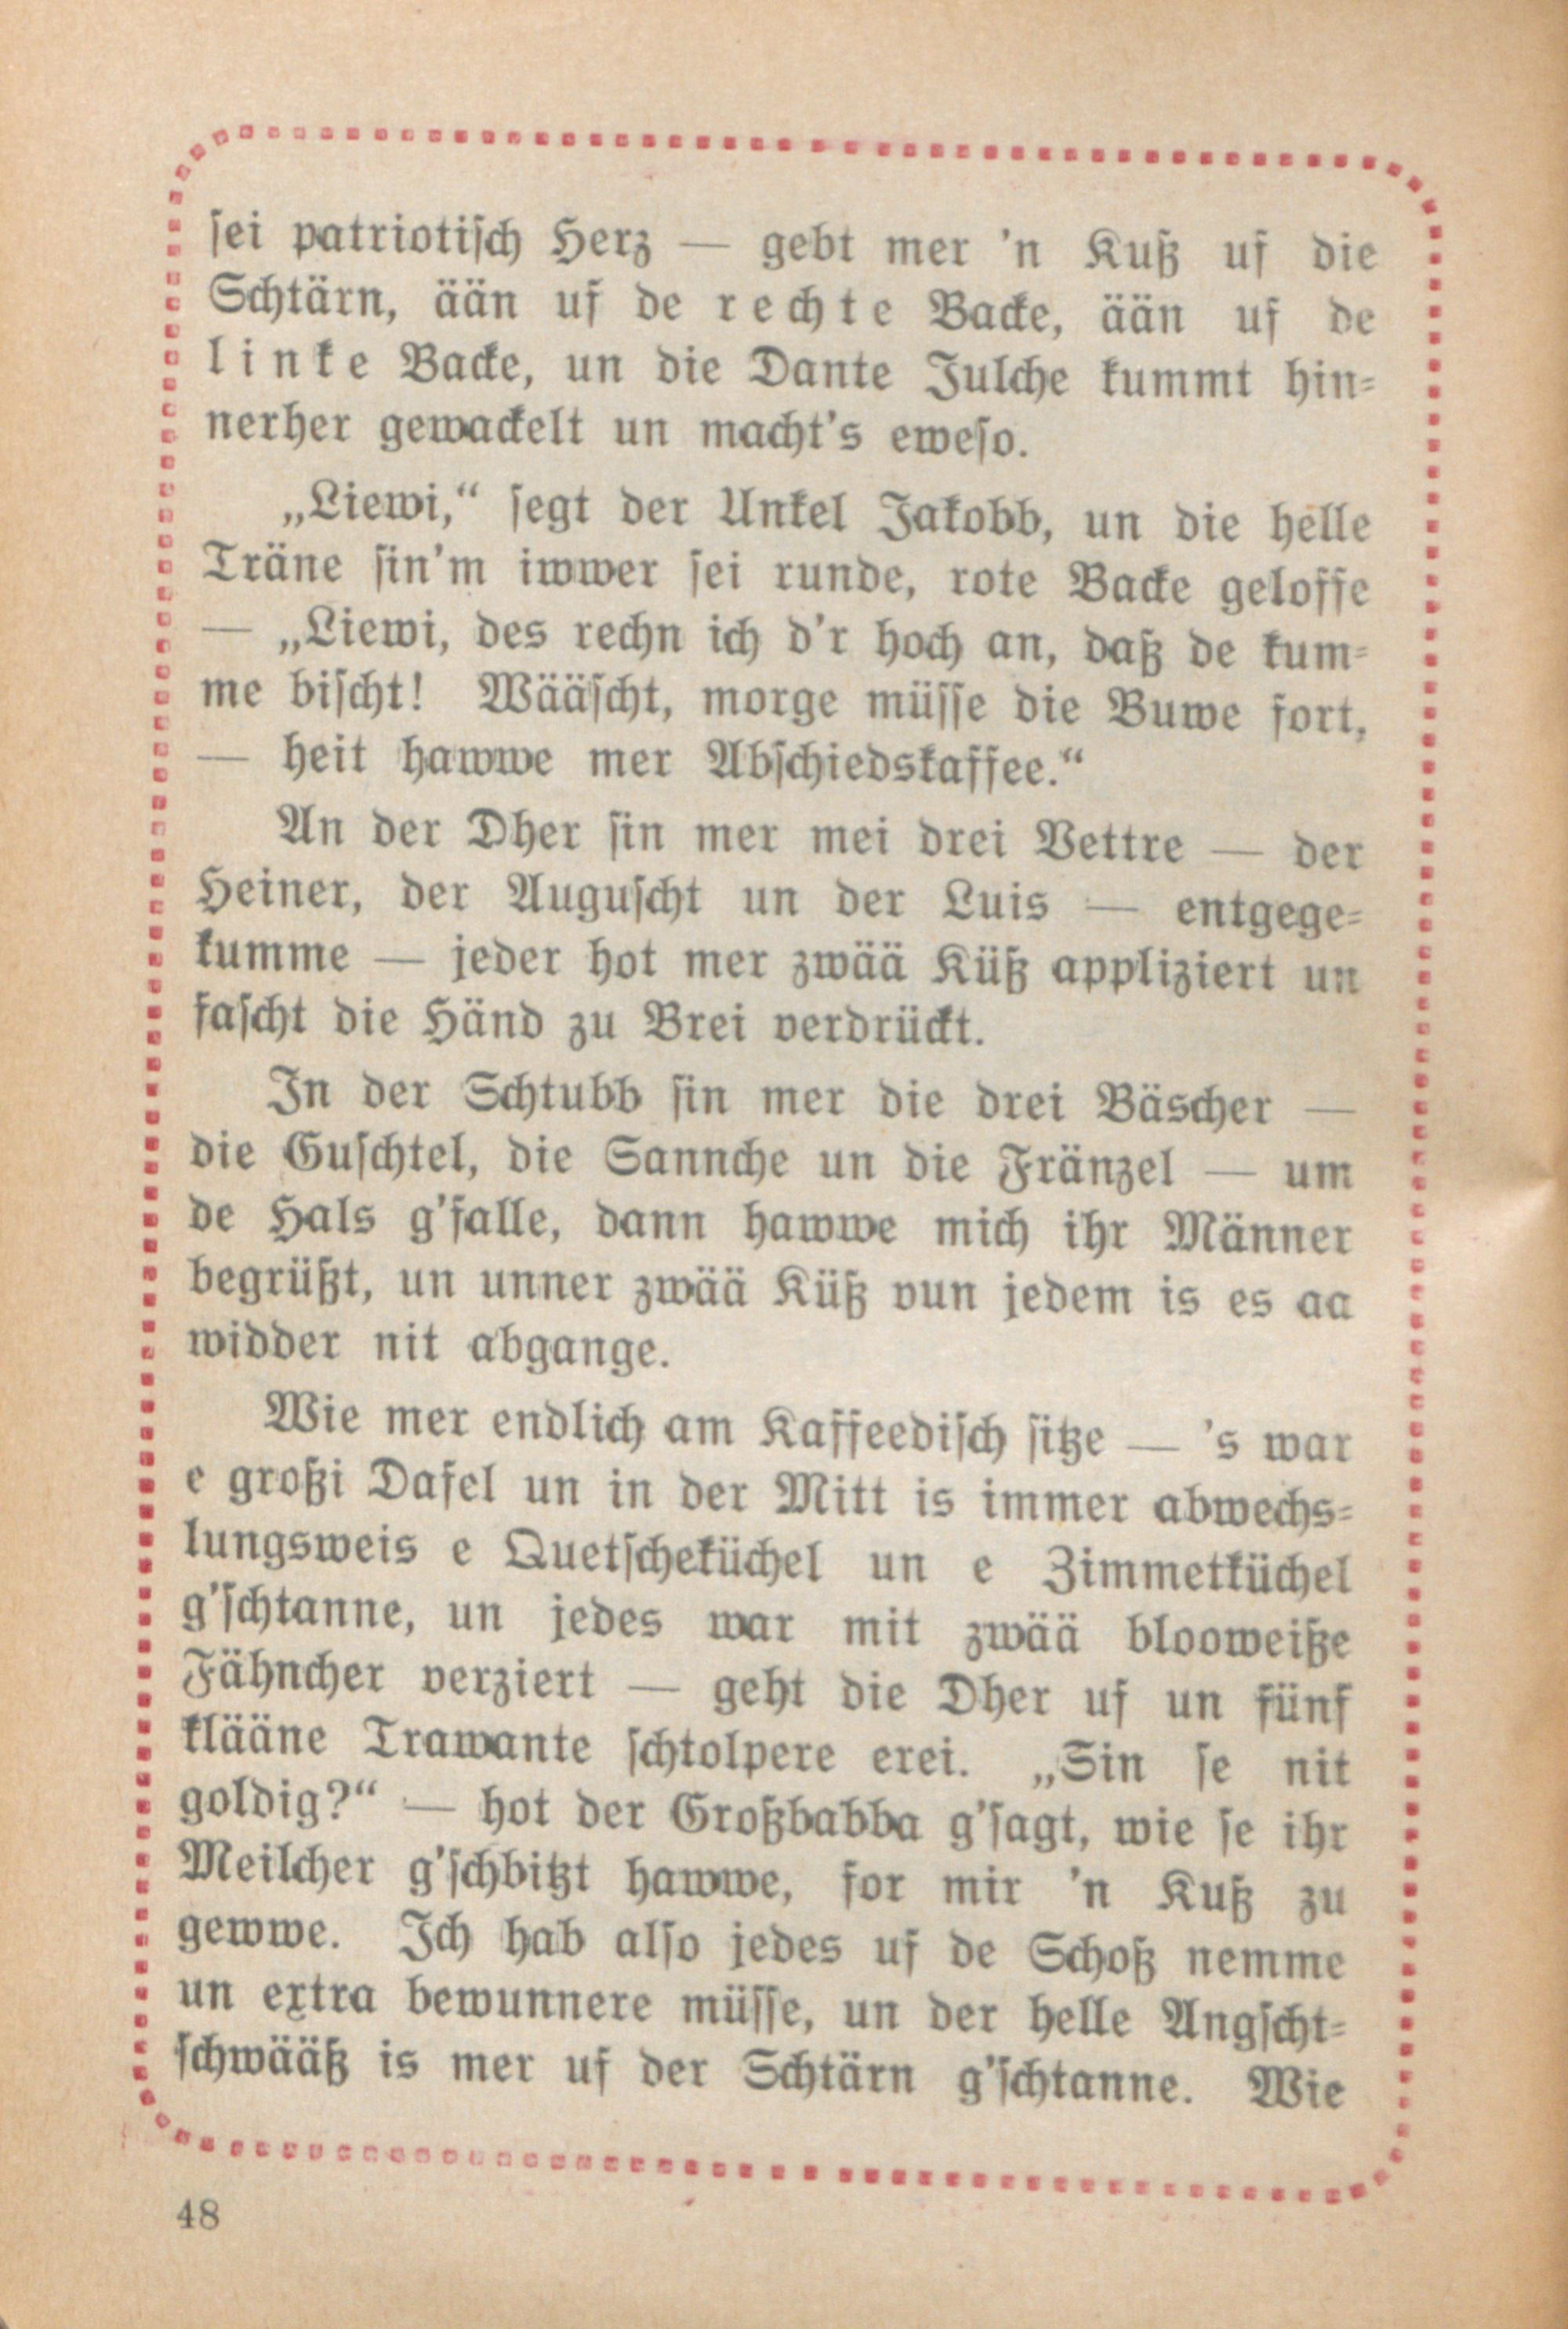 sei patriotisch Herz — gebt mer 'n Kuß uf die
Schtärn, ään uf de rechte Backe, ään uf de
linke Backe, un die Dante Julche kummt hin-
nerher gewackelt un macht's eweso.
„Liewi,“ segt der Unkel Jakobb, un die helle
Träne sin'm iwwer sei runde, rote Backe geloffe
— „Liewi, des rechn ich d'r hoch an, daß de kum-
me bischt! Wääscht, morge müsse die Buwe fort,
— heit hawwe mer Abschiedskaffee.“
An der Dher sin mer mei drei Vettre — der
Heiner, der Auguscht un der Luis — entgege-
kumme — jeder hot mer zwää Küß appliziert un
fascht die Händ zu Brei verdrückt.
In der Schtubb sin mer die drei Bäscher —
die Guschtel, die Sannche un die Fränzel — um
de Hals g'falle, dann hawwe mich ihr Männer
begrüßt, un unner zwää Küß vun jedem is es aa
widder nit abgange.
Wie mer endlich am Kaffeedisch sitze — 's war
e großi Dafel un in der Mitt is immer abwechs-
lungsweis e Quetscheküchel un e Zimmetküchel
g'schtanne, un jedes war mit zwää blooweiße
Fähncher verziert — geht die Dher uf un fünf
klääne Trawante schtolpere erei. „Sin se nit
goldig?“ — hot der Großbabba g'sagt, wie se ihr
Meilcher g'schbitzt hawwe, for mir 'n Kuß zu
gewwe. Ich hab also jedes uf de Schoß nemme
un extra bewunnere müsse, un der helle Angscht-
schwääß is mer uf der Schtärn g'schtanne. Wie
48